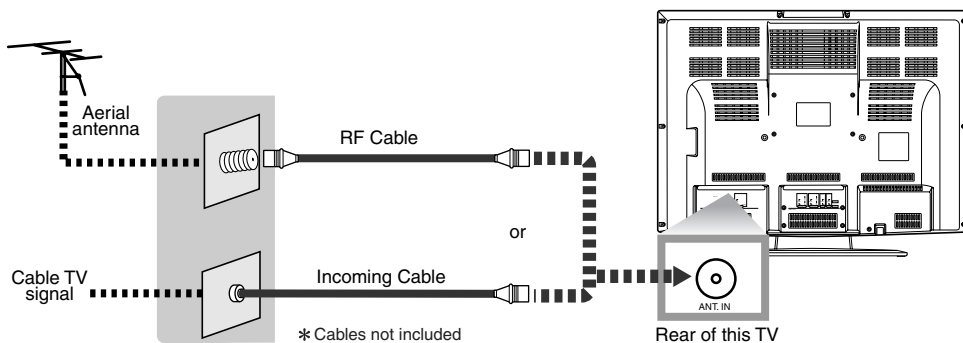 Aerial
antenna
RF Cable
or
Cable TV
signal
Incoming Cable
* Cables not included
ANT. IN
Rear of this TV